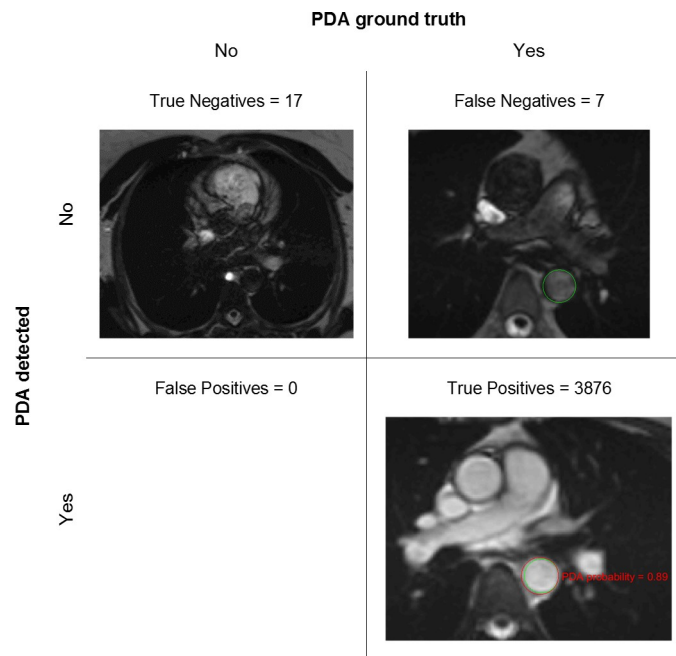 PDA ground truth
No
Yes
True Negatives = 17
False Negatives = 7
No
PDA detected
False Positives = 0
True Positives = 3876
Yes
PDA probability = 0.89